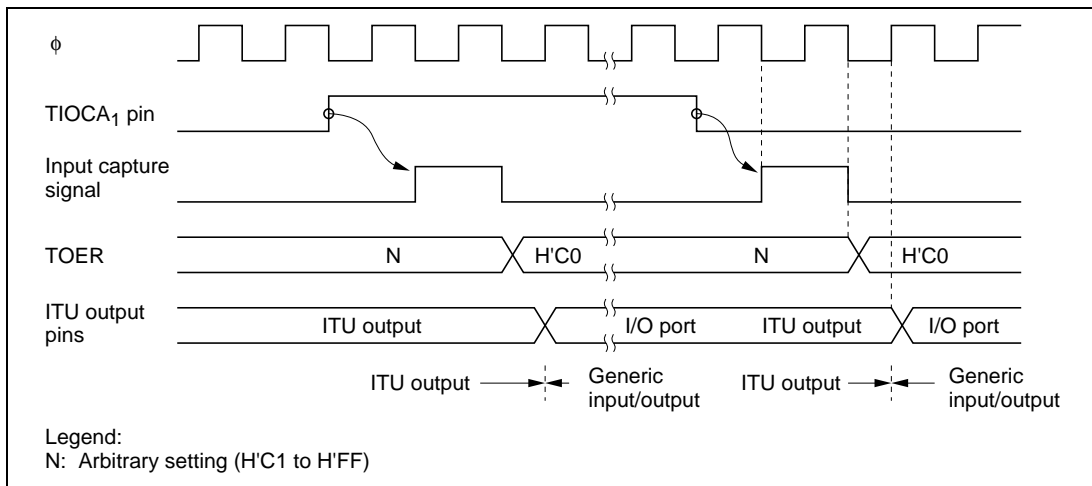 ϕ
TIOCA1 pin
Input capture
signal
TOER
N
H'C0
N
H'C0
ITU output
pins
ITU output
I/O port
ITU output
I/O port
ITU output
Generic
input/output
ITU output
Generic
input/output
Legend:
N: Arbitrary setting (H'C1 to H'FF)